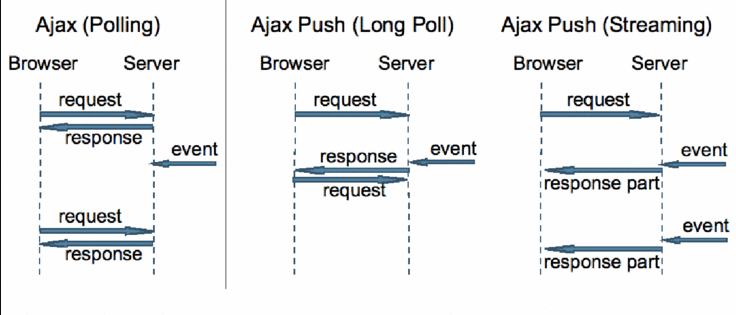 Ajax (Polling)
Browser Server
request
response
event
request
response
Ajax Push (Long Poll)
Browser Server
request
event
response
request
Ajax Push (Streaming)
Browser Server
request
event
response part
event
response part